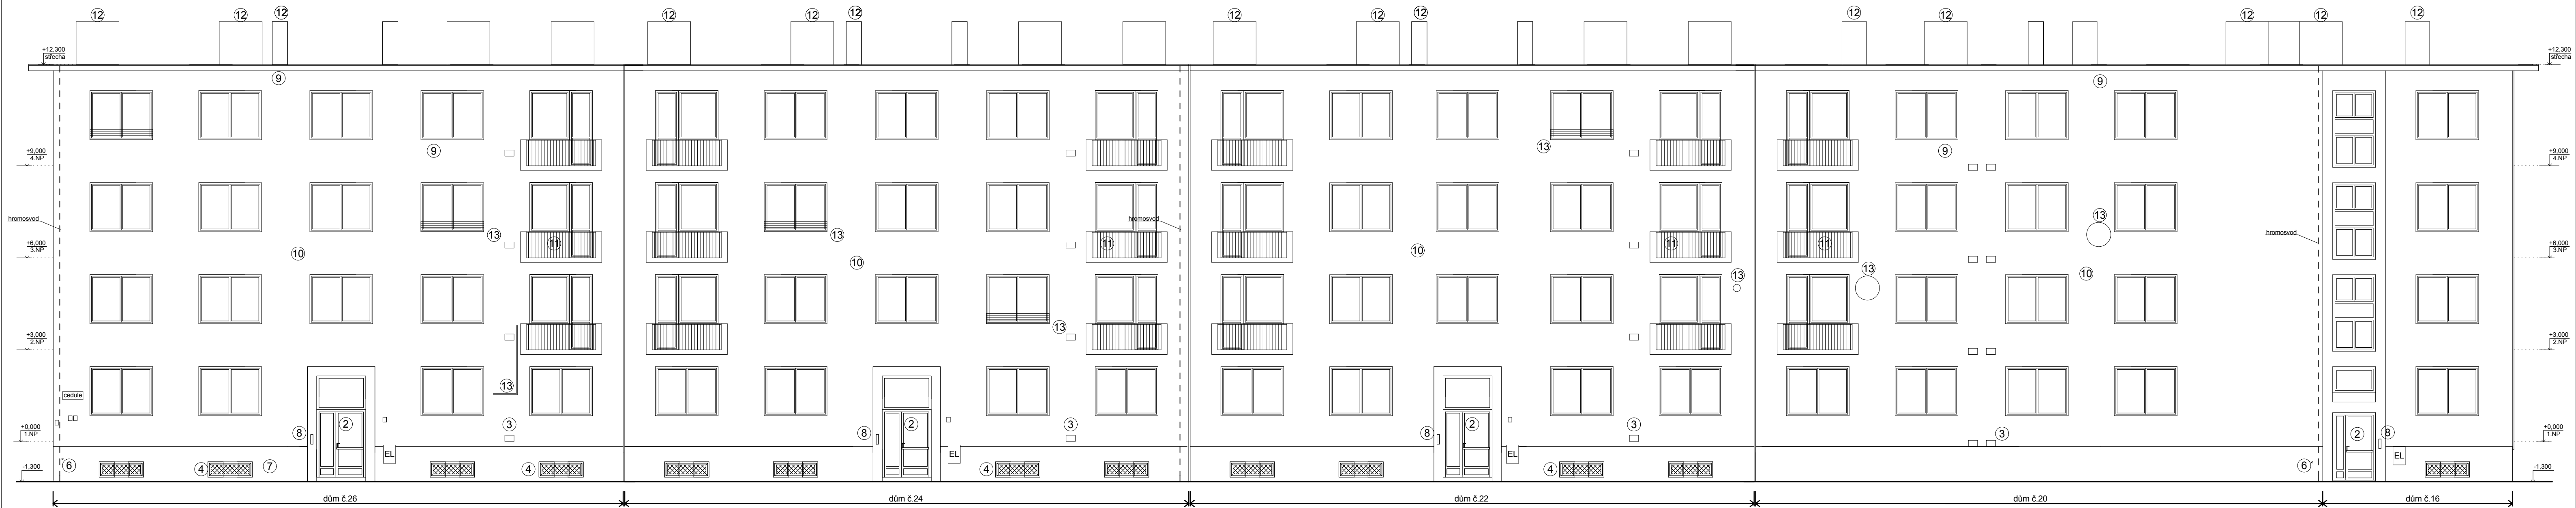 12 12 12 12 12 12 12 12 12 12 12 12 12 12
+12,300
střecha
+12,300
střecha
9 9
9 13 9
+9,000
4.NP
+9,000
4.NP
hromosvod
hromosvod
hromosvod
13 11 13 11 11 11 13
+6,000
3.NP
+6,000
3.NP
10 10 10 10
13 13
+3,000
2.NP
+3,000
2.NP
13
13
cedule
+0,000
1.NP
+0,000
1.NP
8 2 3 8 2 3 8 2 3 3 2 8
EL EL EL EL
-1,300
-1,300
6 4 7 4 4 4 6
dům č.26
dům č.24
dům č.22
dům č.20
dům č.16